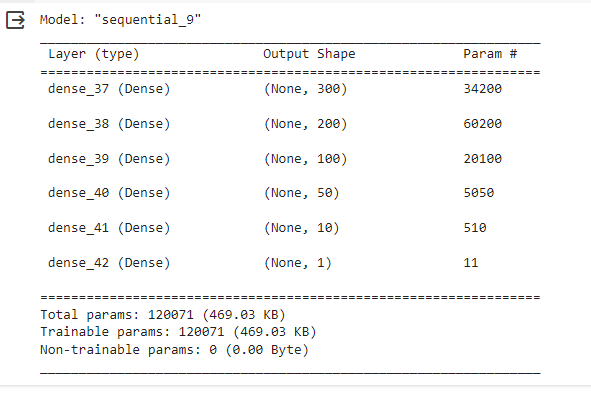 Model: "sequential_9"
Layer (type) Output Shape Param #
dense_37 (Dense) (None, 300) 34200
dense_38 (Dense) (None, 200) 60200
dense_39 (Dense) (None, 100) 20100
dense_40 (Dense) (None, 50) 5050
dense_41 (Dense) (None, 10) 510
dense_42 (Dense) (None, 1) 11
Total params: 120071 (469.03 KB)
Trainable params: 120071 (469.03 KB)
Non-trainable params: 0 (0.00 Byte)